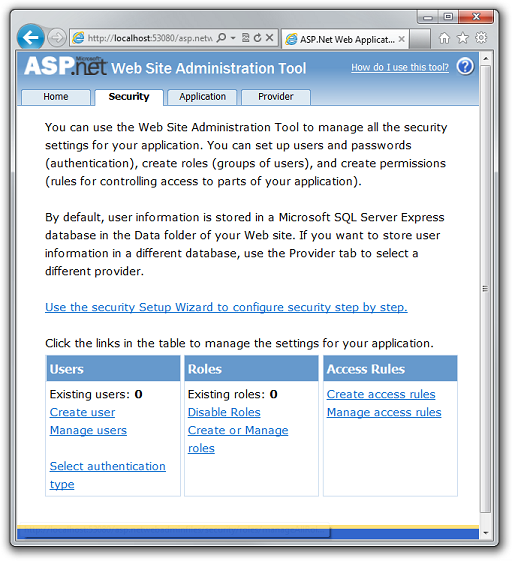 http://localhost:53080/asp.netw
ASP.Net Web Applicat...
Microsoft
ASP.net Web Site Administration Tool
How do I use this tool? ?
Home Security Application Provider
You can use the Web Site Administration Tool to manage all the security
settings for your application. You can set up users and passwords
(authentication), create roles (groups of users), and create permissions
(rules for controlling access to parts of your application).
By default, user information is stored in a Microsoft SQL Server Express
database in the Data folder of your Web site. If you want to store user
information in a different database, use the Provider tab to select a
different provider.
Use the security Setup Wizard to configure security step by step.
Click the links in the table to manage the settings for your application.
Users
Existing users: 0
Create user
Manage users
Select authentication
type
Roles
Existing roles: 0
Disable Roles
Create or Manage
roles
Access Rules
Create access rules
Manage access rules